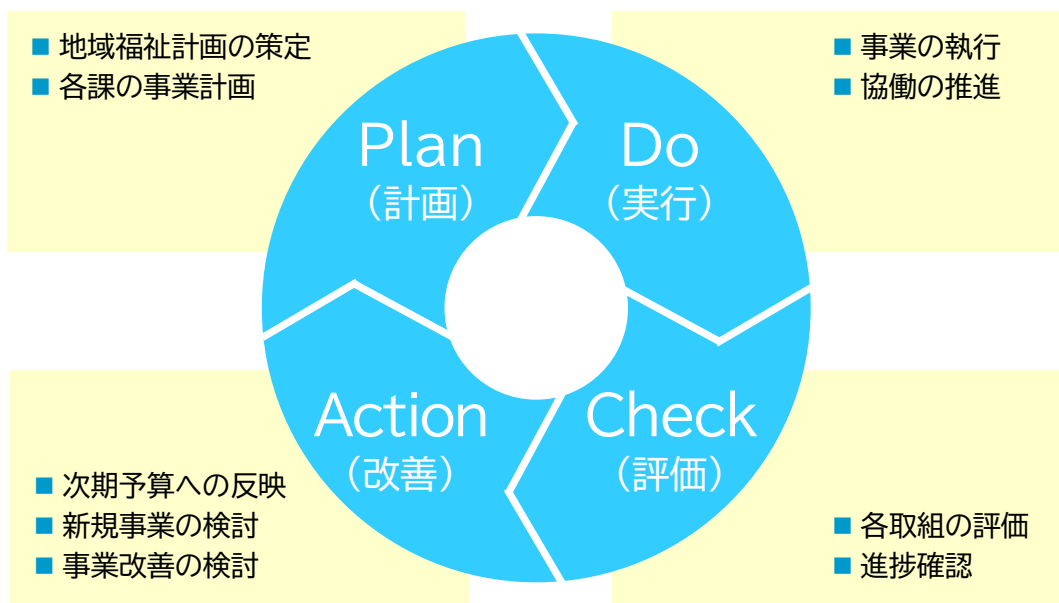 ■ 地域福祉計画の策定
■ 各課の事業計画
Plan
（計画）
■ 事業の執行
■ 協働の推進
Do
（実行）
Action
（改善）
■ 次期予算への反映
■ 新規事業の検討
■ 事業改善の検討
Check
（評価）
■ 各取組の評価
■ 進捗確認